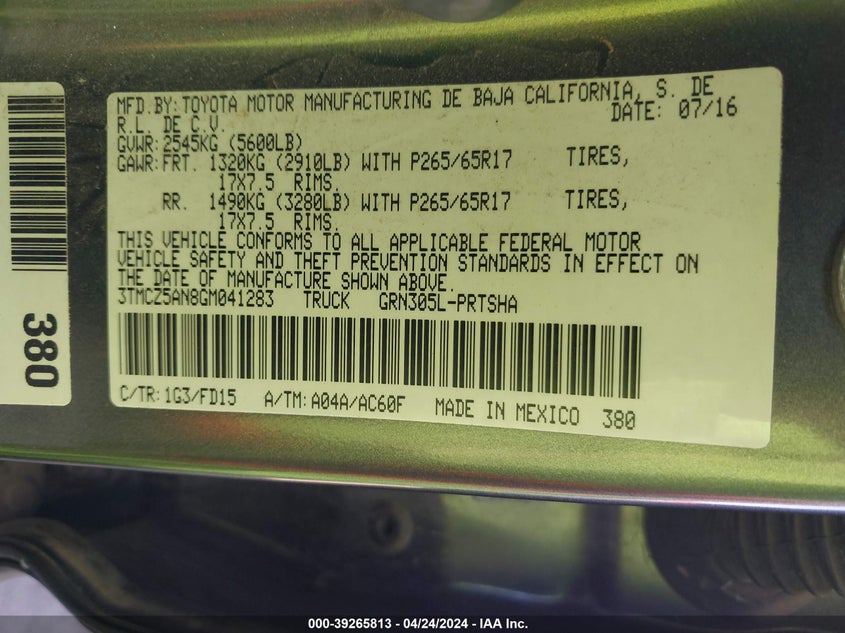 MFD.BY:TOYOTA MOTOR MANUFACTURING DE BAJA CALIFORNIA, S. DE
R.L. DE C.V. DATE: 07/16
GVWR:2545KG (5600LB)
GAWR:FRT. 1320KG (2910LB) WITH P265/65R17 TIRES,
17X7.5 RIMS.
RR. 1490KG (3280LB) WITH P265/65R17 TIRES,
17X7.5 RIMS.
THIS VEHICLE CONFORMS TO ALL APPLICABLE FEDERAL MOTOR
VEHICLE SAFETY AND THEFT PREVENTION STANDARDS IN EFFECT ON
THE DATE OF MANUFACTURE SHOWN ABOVE.
3TMCZ5AN8GM041283 TRUCK GRN305L-PRTSHA
C/TR:1G3/FD15 A/TM:A04A/AC60F MADE IN MEXICO 380
380
000-39265813 - 04/24/2024 - IAA Inc.